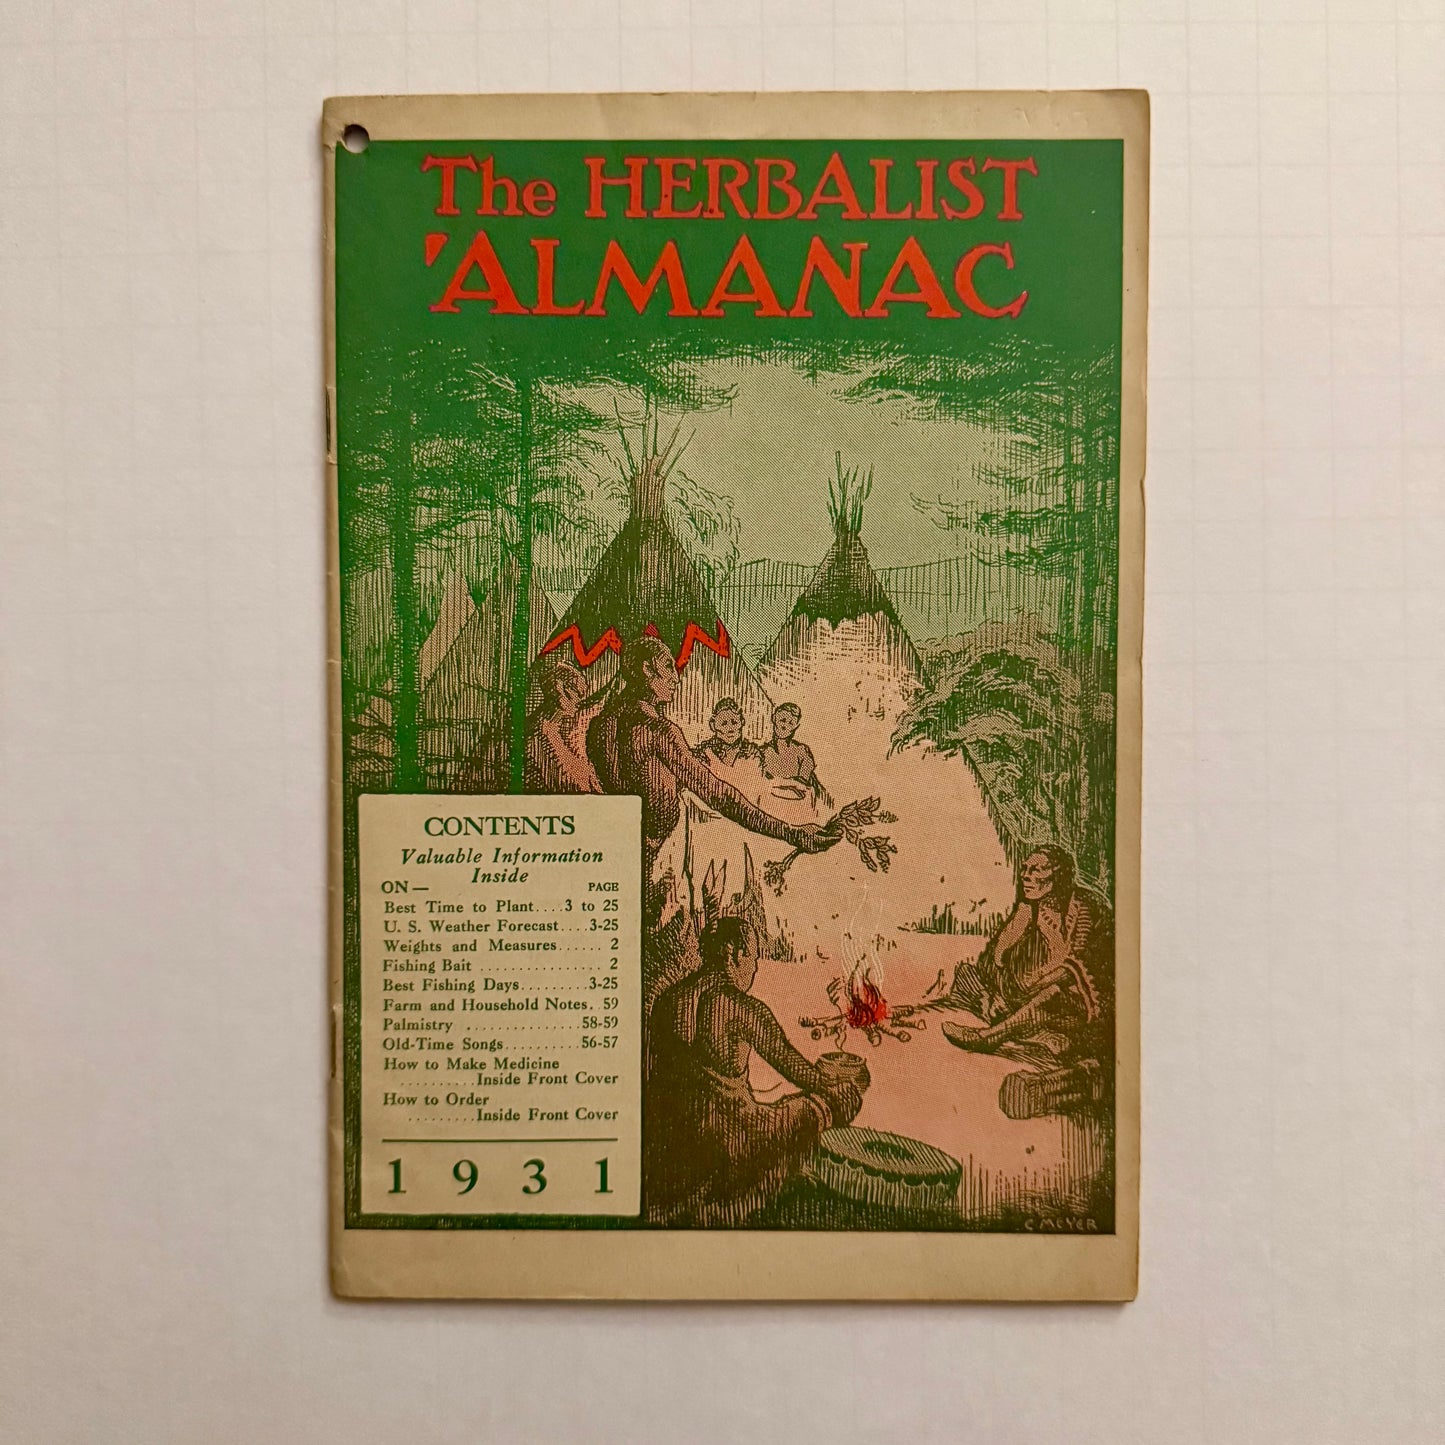 The HERBALIST
'ALMANAC
CONTENTS
Valuable Information
Inside
ON— PAGE
Best Time to Plant....3 to 25
U. S. Weather Forecast....3-25
Weights and Measures...... 2
Fishing Bait ................ 2
Best Fishing Days.........3-25
Farm and Household Notes. 59
Palmistry ...............58-59
Old-Time Songs..........56-57
How to Make Medicine
..........Inside Front Cover
How to Order
.........Inside Front Cover
1931
C MEYER